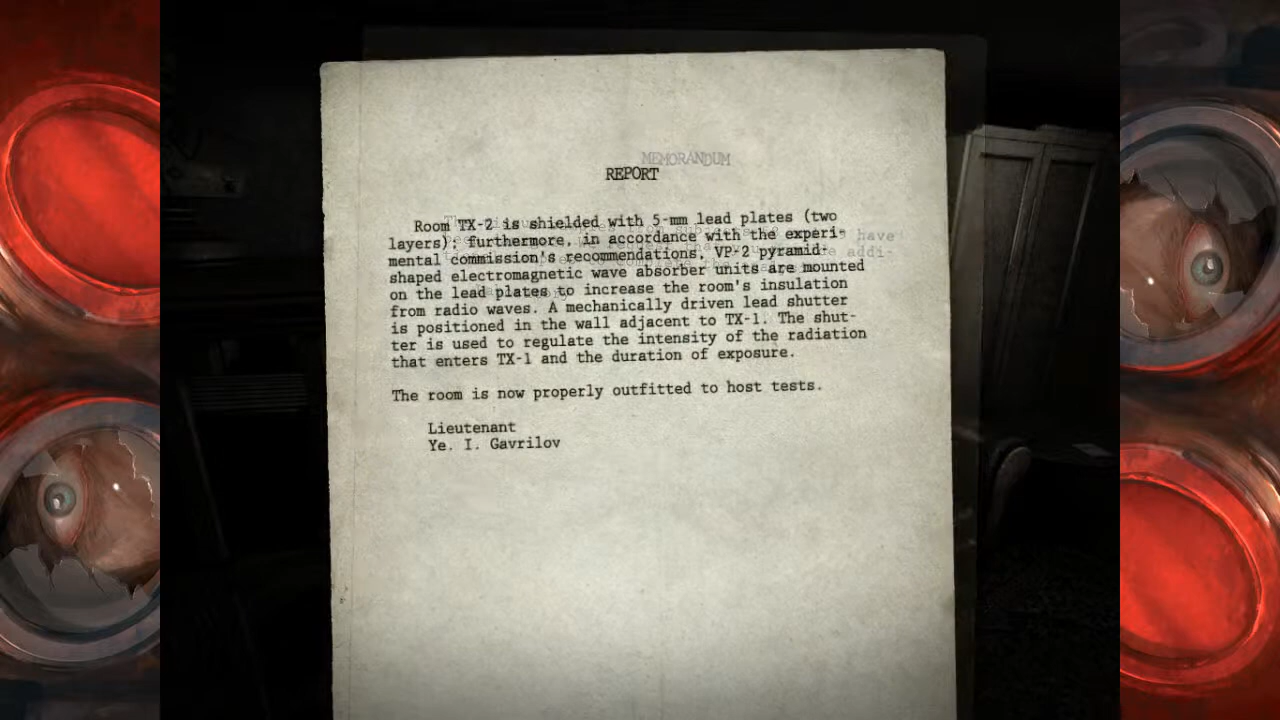 MEMORANDUM
REPORT
Room TX-2 is shielded with 5-mm lead plates (two
layers); furthermore, in accordance with the experi-
mental commission's recommendations, VP-2 pyramid-
shaped electromagnetic wave absorber units are mounted
on the lead plates to increase the room's insulation
from radio waves. A mechanically driven lead shutter
is positioned in the wall adjacent to TX-1. The shut-
ter is used to regulate the intensity of the radiation
that enters TX-1 and the duration of exposure.
The room is now properly outfitted to host tests.
Lieutenant
Ye. I. Gavrilov
have
addi-